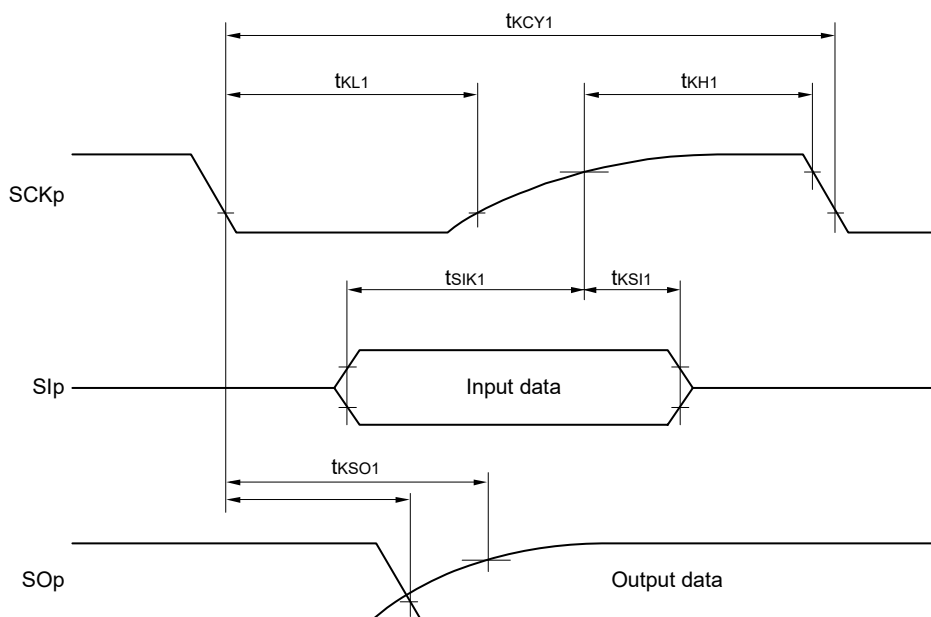 tKCY1
tKL1
tKH1
SCKp
tSIK1
tKSI1
SIp
Input data
tKSO1
SOp
Output data